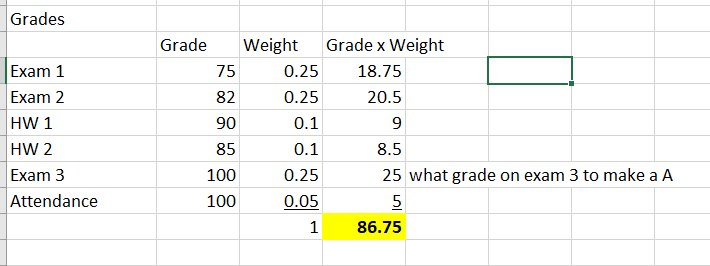 Grades
Grade Weight Grade x Weight
Exam 1 75 0.25 18.75
Exam 2 82 0.25 20.5
HW 1 90 0.1 9
HW 2 85 0.1 8.5
Exam 3 100 0.25 25 what grade on exam 3 to make a A
Attendance 100 0.05 5
1 86.75